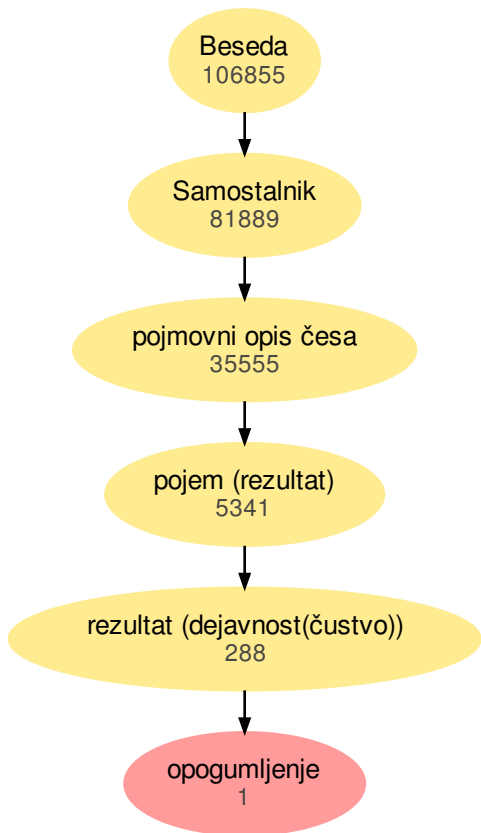 Beseda
106855
Samostalnik
81889
pojmovni opis česa
35555
pojem (rezultat)
5341
rezultat (dejavnost(čustvo))
288
opogumljenje
1